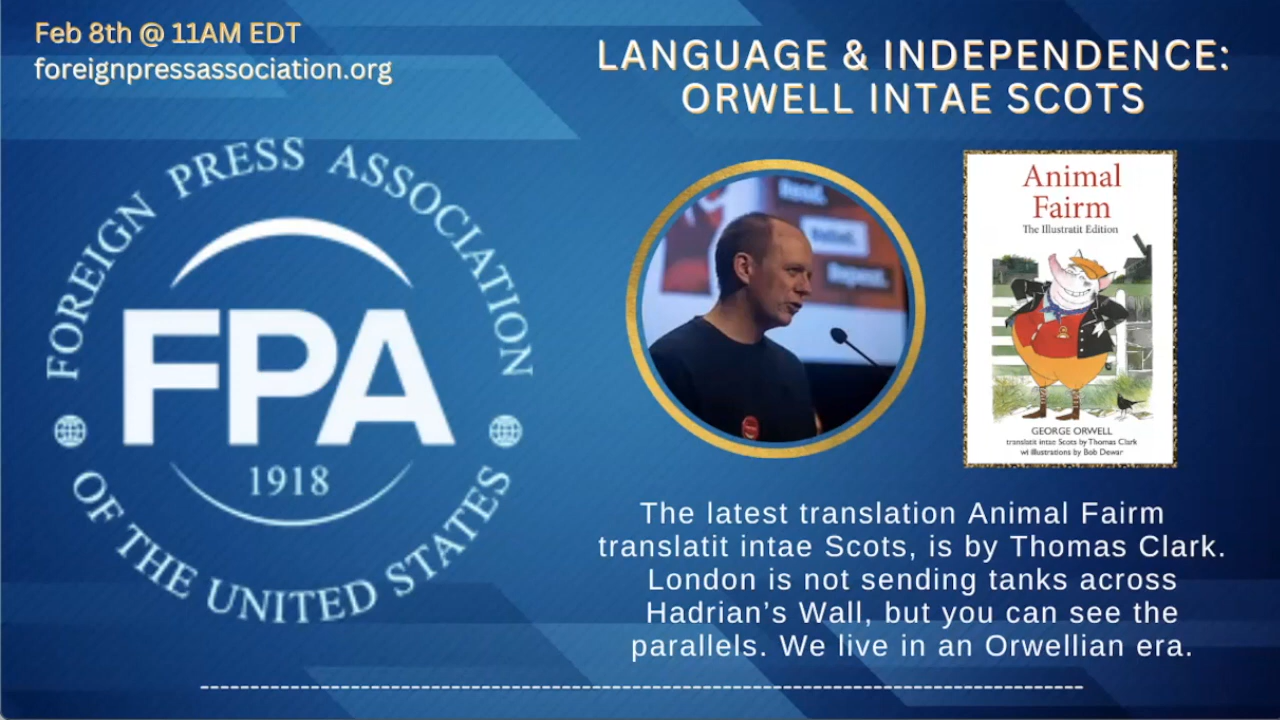 Feb 8th @ 11AM EDT
foreignpressassociation.org
LANGUAGE & INDEPENDENCE:
ORWELL INTAE SCOTS
FOREIGN PRESS ASSOCIATION
FPA
1918
OF THE UNITED STATES
Read.
Repeat.
Animal
Fairm
The Illustratit Edition
GEORGE ORWELL
translatit intae Scots by Thomas Clark
wi illustrations by Bob Dewar
The latest translation Animal Fairm
translatit intae Scots, is by Thomas Clark.
London is not sending tanks across
Hadrian’s Wall, but you can see the
parallels. We live in an Orwellian era.